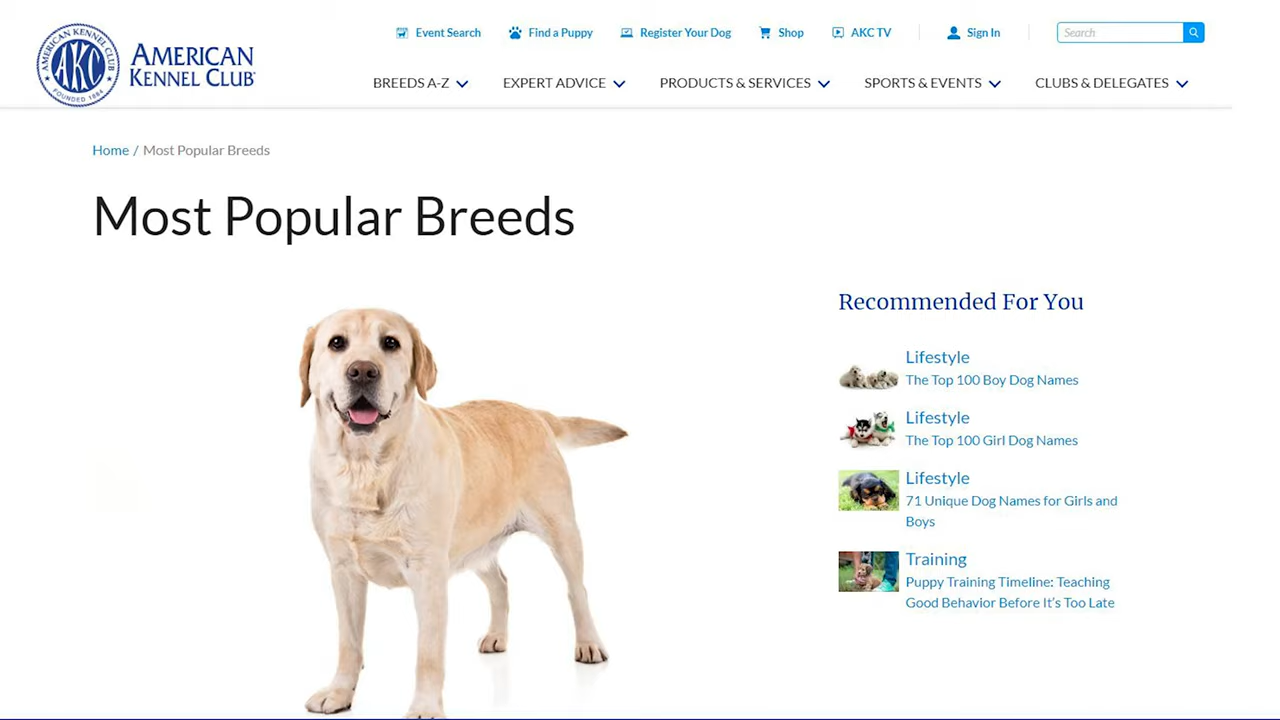 Event Search
Find a Puppy
Register Your Dog
Shop
AKC TV
Sign In
Search
AMERICAN KENNEL CLUB
AKC
FOUNDED 1884
AMERICAN
KENNEL CLUB
BREEDS A-Z
EXPERT ADVICE
PRODUCTS & SERVICES
SPORTS & EVENTS
CLUBS & DELEGATES
Home / Most Popular Breeds
Most Popular Breeds
Recommended For You
Lifestyle
The Top 100 Boy Dog Names
Lifestyle
The Top 100 Girl Dog Names
Lifestyle
71 Unique Dog Names for Girls and
Boys
Training
Puppy Training Timeline: Teaching
Good Behavior Before It's Too Late